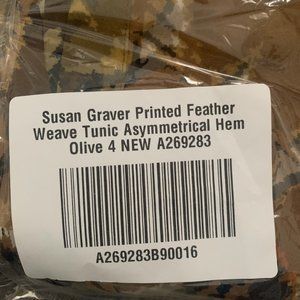 Susan Graver Printed Feather
Weave Tunic Asymmetrical Hem
Olive 4 NEW A269283
A269283B90016